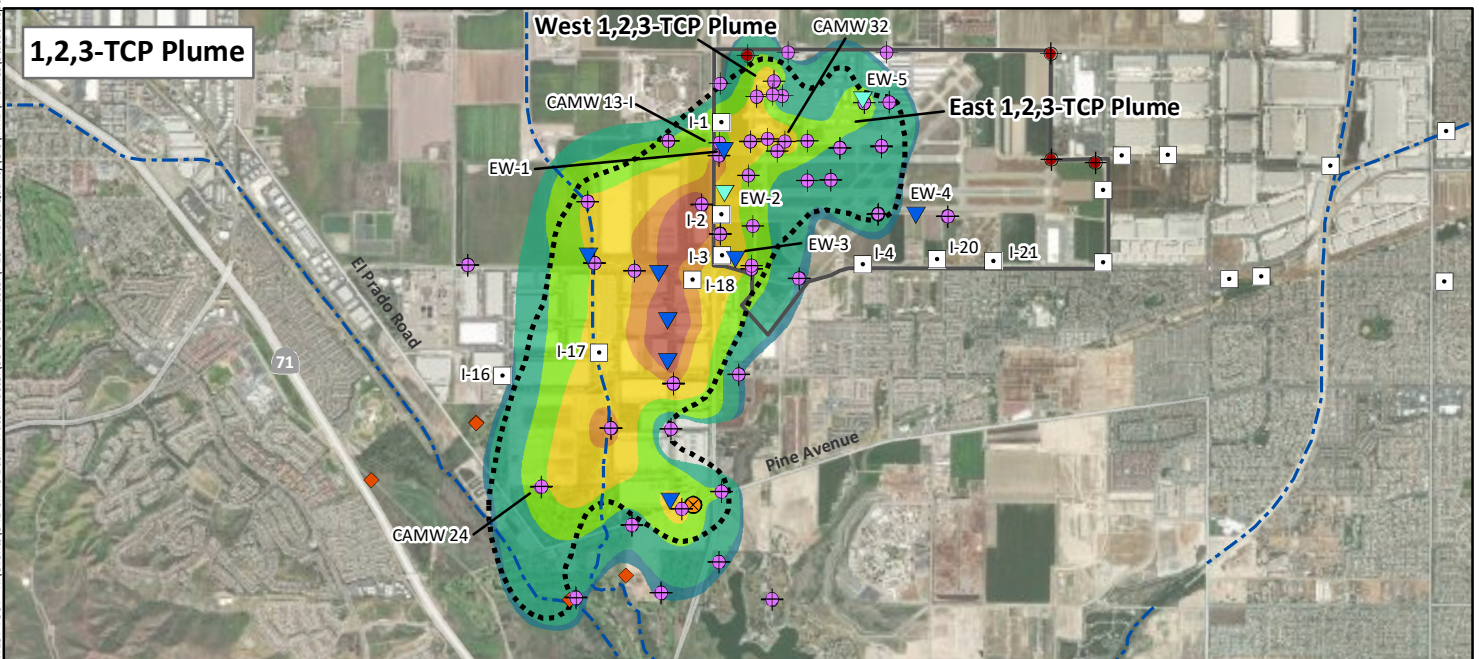 1,2,3-TCP Plume
West 1,2,3-TCP Plume
CAMW 32
EW-5
CAMW 13-I
East 1,2,3-TCP Plume
I-1
EW-1
EW-2
EW-4
I-2
EW-3
I-3
I-4
I-20
I-21
I-18
El Prado Road
71
I-17
I-16
Pine Avenue
CAMW 24